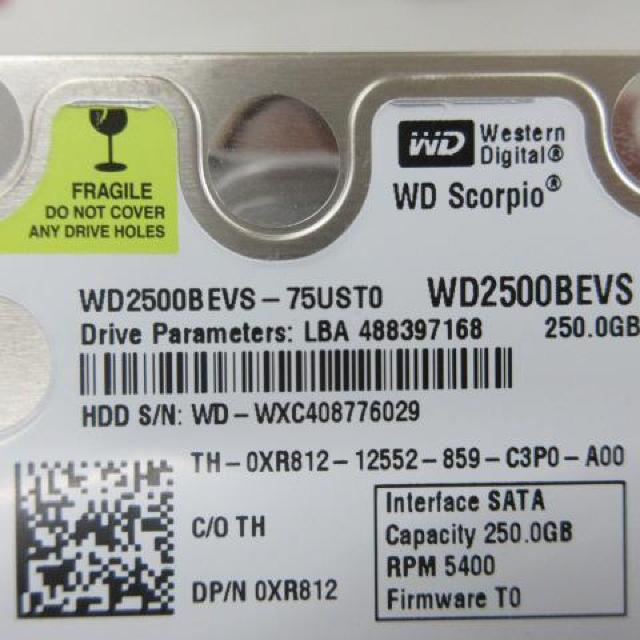 WD Western
Digital®
WD Scorpio®
FRAGILE
DO NOT COVER
ANY DRIVE HOLES
WD2500BEVS-75UST0 WD2500BEVS
Drive Parameters: LBA 488397168 250.0GB
HDD S/N: WD-WXC408776029
TH-0XR812-12552-859-C3P0-A00
C/O TH
DP/N 0XR812
Interface SATA
Capacity 250.0GB
RPM 5400
Firmware T0